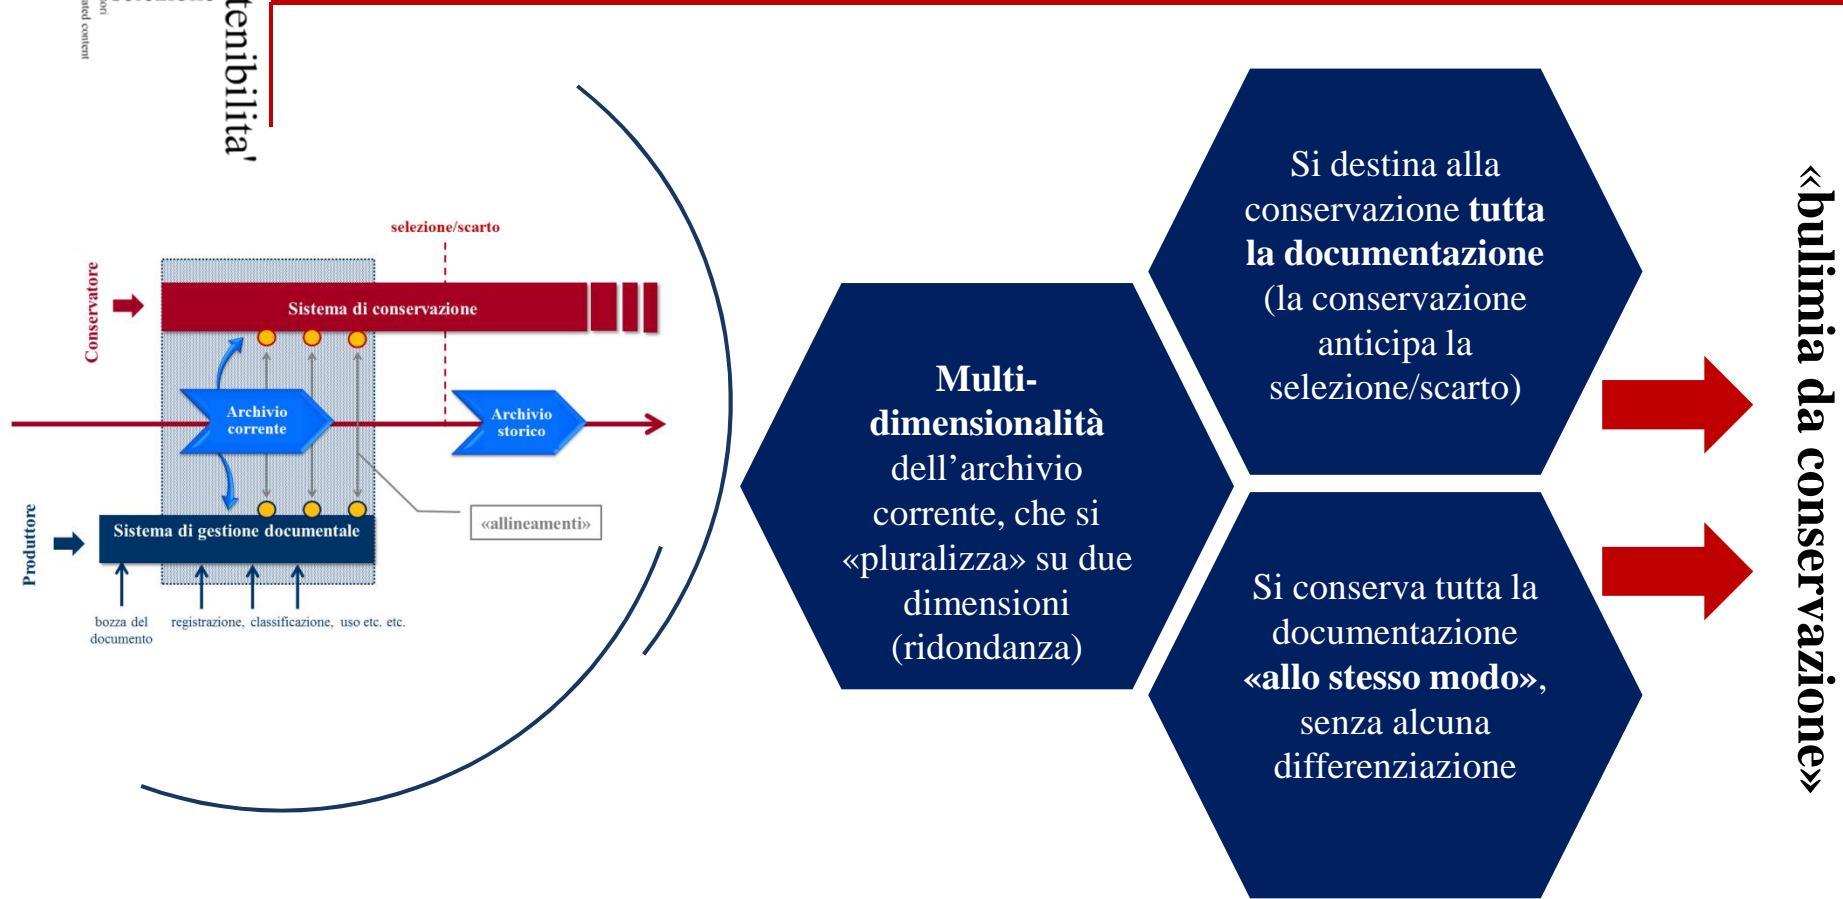 tenibilita'
ated content
selezione/scarto
Conservatore
Sistema di conservazione
Archivio
corrente
Archivio
storico
«allineamenti»
Produttore
Sistema di gestione documentale
bozza del
documento
registrazione, classificazione, uso etc. etc.
Multi-
dimensionalità
dell’archivio
corrente, che si
«pluralizza» su due
dimensioni
(ridondanza)
Si destina alla
conservazione tutta
la documentazione
(la conservazione
anticipa la
selezione/scarto)
Si conserva tutta la
documentazione
«allo stesso modo»,
senza alcuna
differenziazione
«bulimia da conservazione»